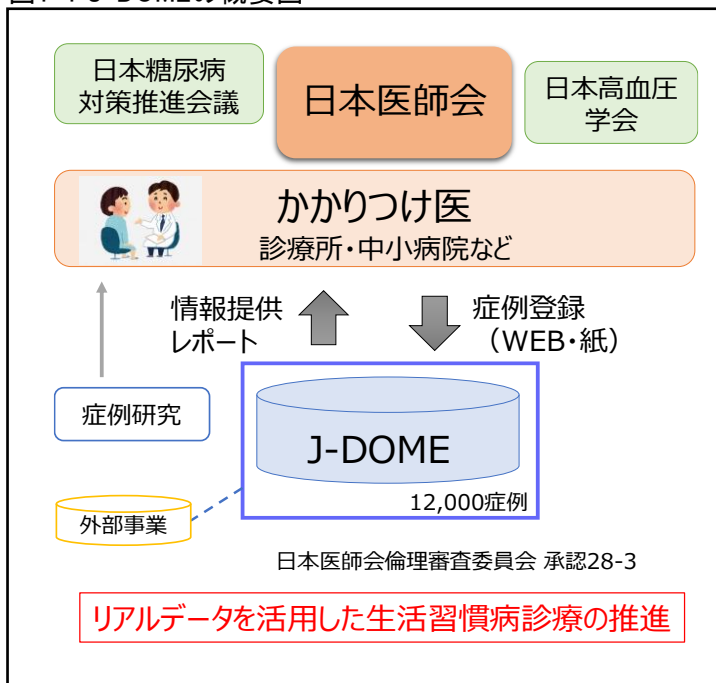 日本糖尿病
対策推進会議
日本医師会
日本高血圧
学会
かかりつけ医
診療所・中小病院など
情報提供
レポート
症例登録
(WEB・紙)
症例研究
J-DOME
12,000症例
外部事業
日本医師会倫理審査委員会 承認28-3
リアルデータを活用した生活習慣病診療の推進